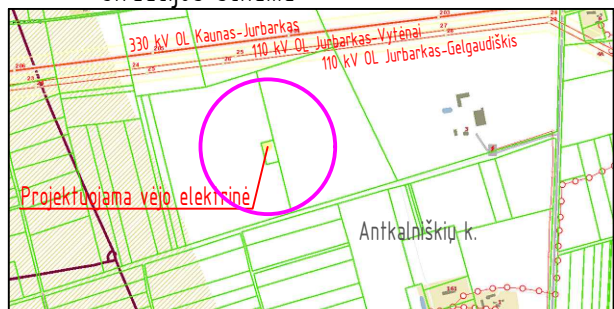 330 kV OL Kaunas-Jurbarkas
110 kV OL Jurbarkas-Vytėnai
110 kV OL Jurbarkas-Gelgaudiškis
Projektuojama vėjo elektrinė
Antkalniškių k.